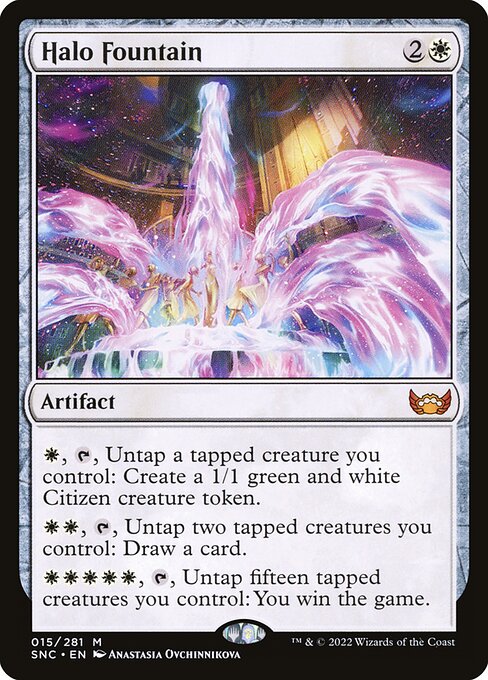 Halo Fountain 2
Artifact
, , Untap a tapped creature you
control: Create a 1/1 green and white
Citizen creature token.
, , Untap two tapped creatures you
control: Draw a card.
, , Untap fifteen tapped
creatures you control: You win the game.
015/281 M
SNC • EN Anastasia Ovchinnikova
™ & © 2022 Wizards of the Coast